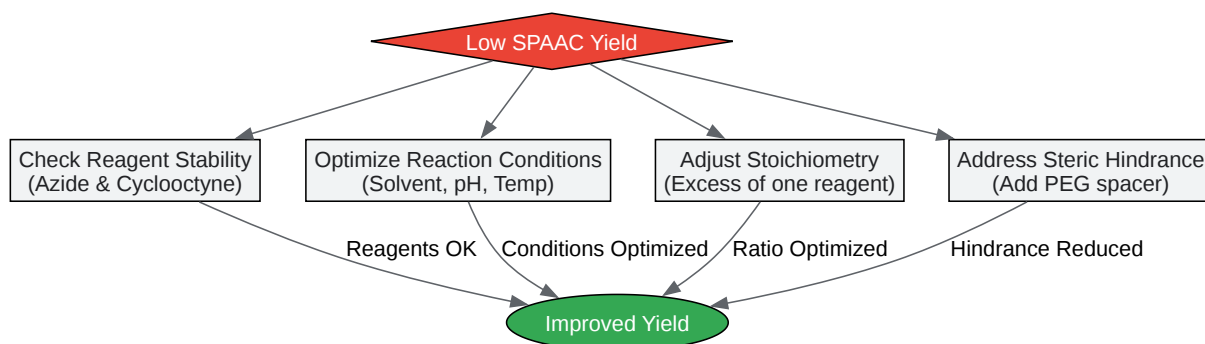 Low SPAAC Yield
Check Reagent Stability
(Azide & Cyclooctyne)
Optimize Reaction Conditions
(Solvent, pH, Temp)
Adjust Stoichiometry
(Excess of one reagent)
Address Steric Hindrance
(Add PEG spacer)
Reagents OK
Conditions Optimized
Ratio Optimized
Hindrance Reduced
Improved Yield